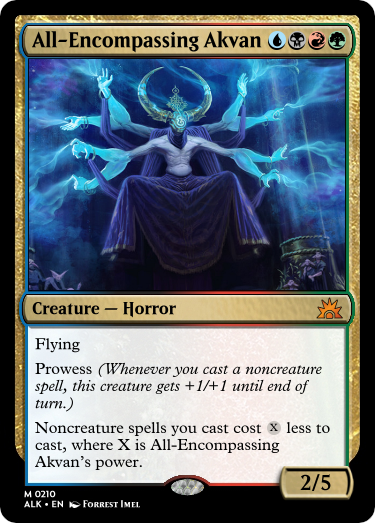 All-Encompassing Akvan
Creature — Horror
Flying
Prowess (Whenever you cast a noncreature
spell, this creature gets +1/+1 until end of
turn.)
Noncreature spells you cast cost X less to
cast, where X is All-Encompassing
Akvan's power.
2/5
M 0210
ALK • EN Forrest Imel